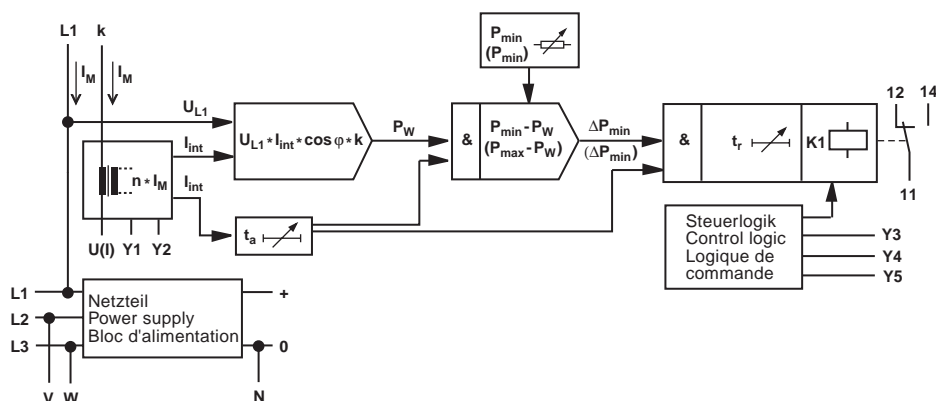 L1 k
I_M I_M
P_min
(P_min)
12 14
U_L1
U_L1 * I_int * cos φ * k
P_W
&
P_min - P_W
(P_max - P_W)
ΔP_min
(ΔP_min)
&
t_r
K1
I_int
n * I_M
I_int
11
t_a
U(I) Y1 Y2
Steuerlogik
Control logic
Logique de
commande
Y3
Y4
Y5
L1
L2
L3
Netzteil
Power supply
Bloc d'alimentation
+
0
V W N